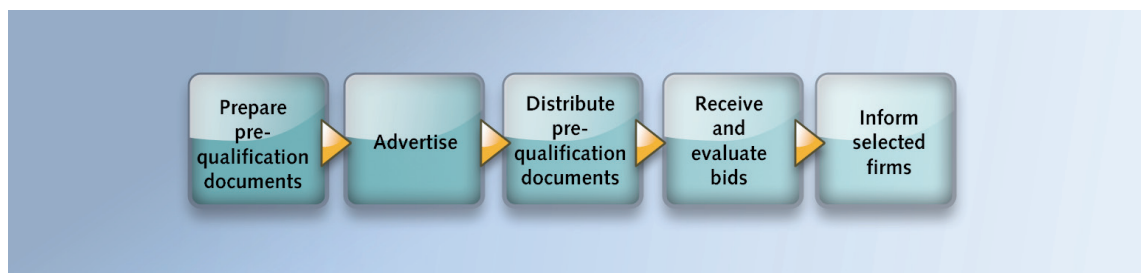 Prepare
pre-
qualification
documents
Advertise
Distribute
pre-
qualification
documents
Receive
and
evaluate
bids
Inform
selected
firms